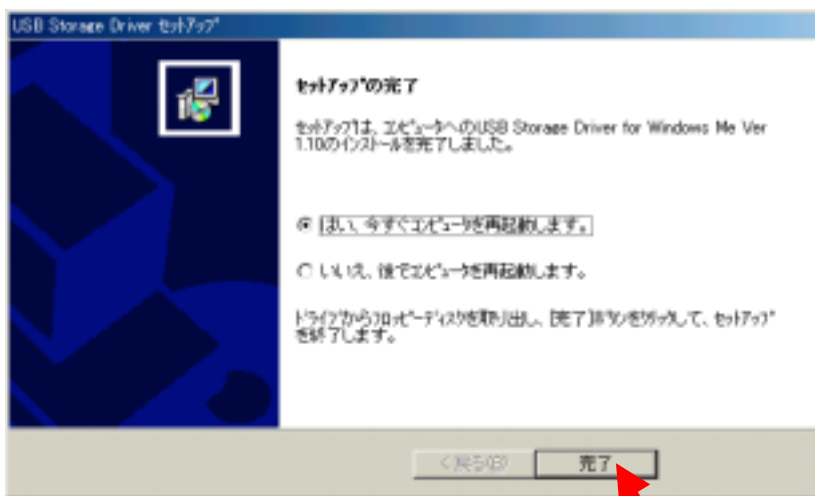 USB Storage Driver セットアップ
セットアップの完了
セットアップは、コンピュータへのUSB Storage Driver for Windows Me Ver
1.10のインストールを完了しました。
はい、今すぐコンピュータを再起動します。
いいえ、後でコンピュータを再起動します。
ドライブからフロッピーディスクを取り出し、[完了]ボタンをクリックして、セットアップ
を終了します。
< 戻る(B)
完了